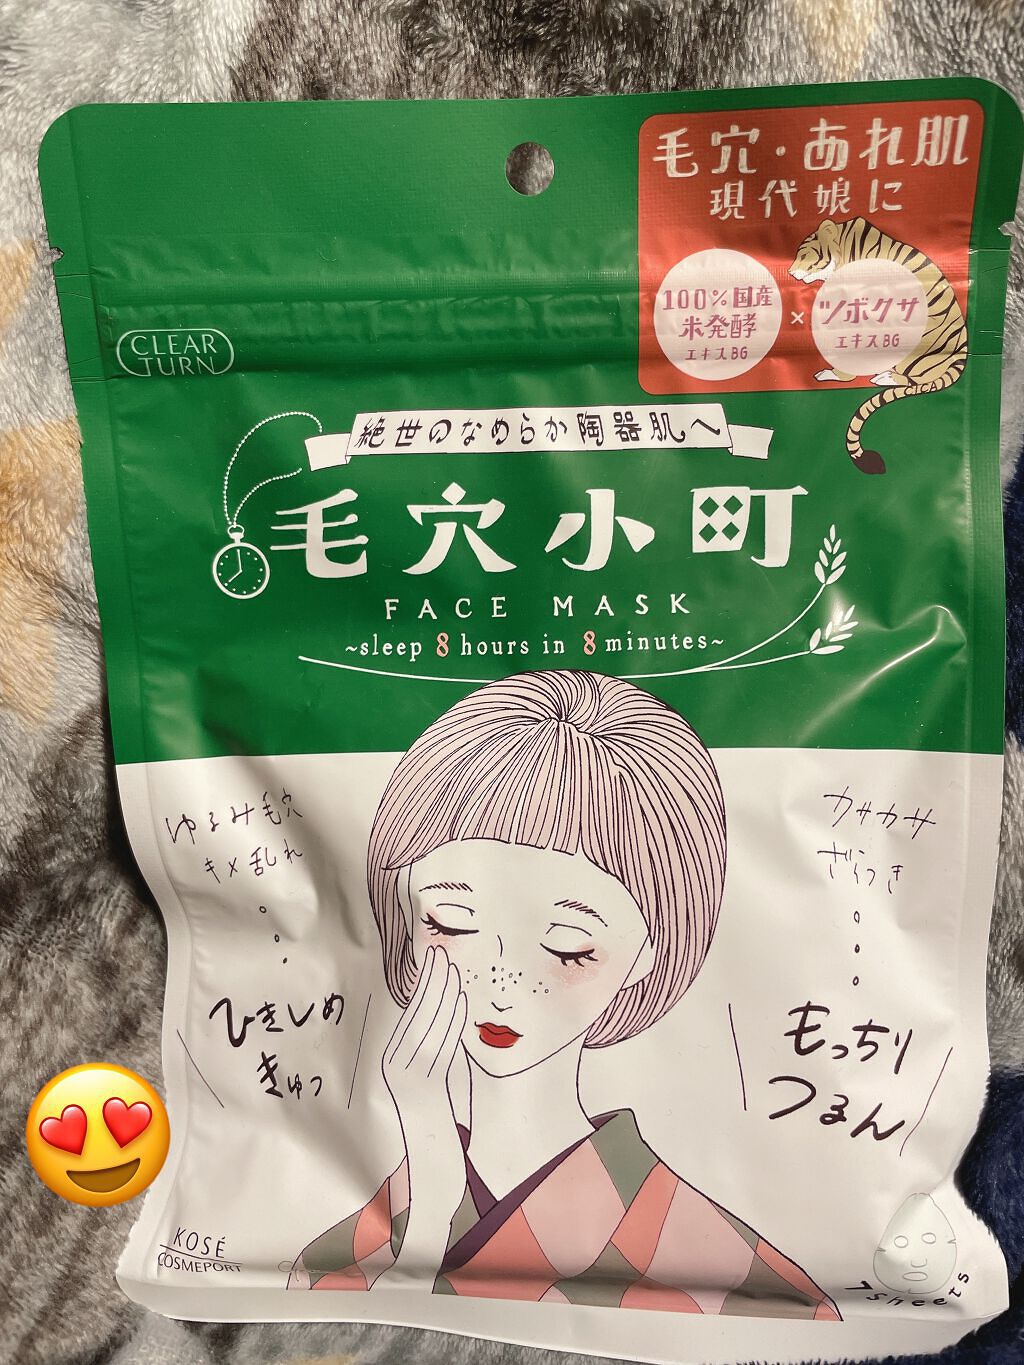 毛穴・あれ肌
現代娘に
100%国産
米発酵
エキスBG
×
ツボクサ
エキスBG
CICA
CLEAR
TURN
絶世のなめらか陶器肌へ
毛穴小町
FACE MASK
~sleep 8 hours in 8 minutes~
ゆるみ毛穴
キメ乱れ
ひきしめ
きゅっ
カサカサ
ざらつき
もっちり
つるん
KOSÉ
COSMEPORT
7sheets